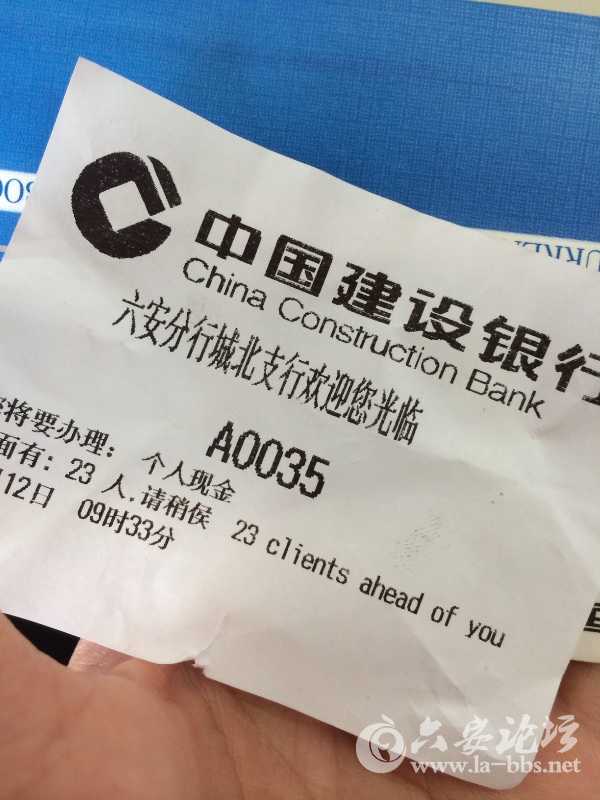 中国建设银行
China Construction Bank
六安分行城北支行欢迎您光临
A0035
将要办理: 个人现金
面有: 23 人,请稍侯 23 clients ahead of you
12日 09时33分
六安论坛
www.la-bbs.net